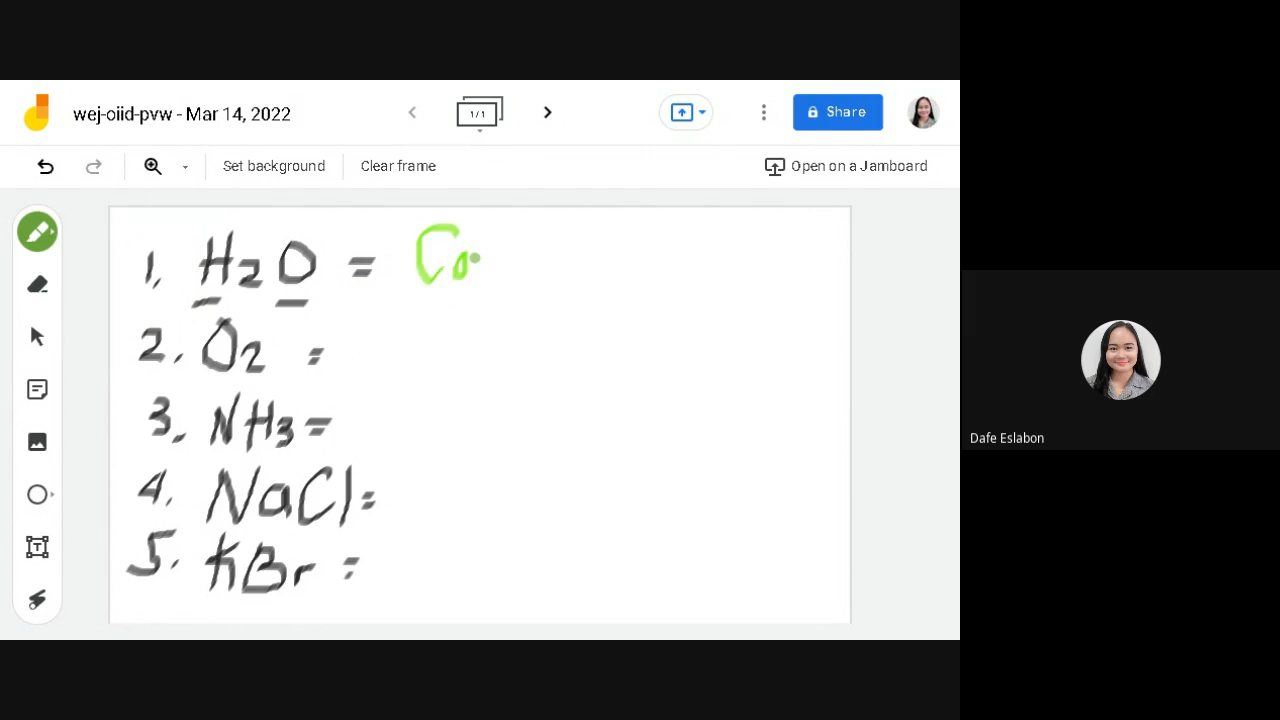 wej-oiid-pvw - Mar 14, 2022
1/1
Share
Set background
Clear frame
Open on a Jamboard
1. H2O = Co
2. O2 =
3. NH3 =
4. NaCl =
5. KBr =
T
Dafe Eslabon